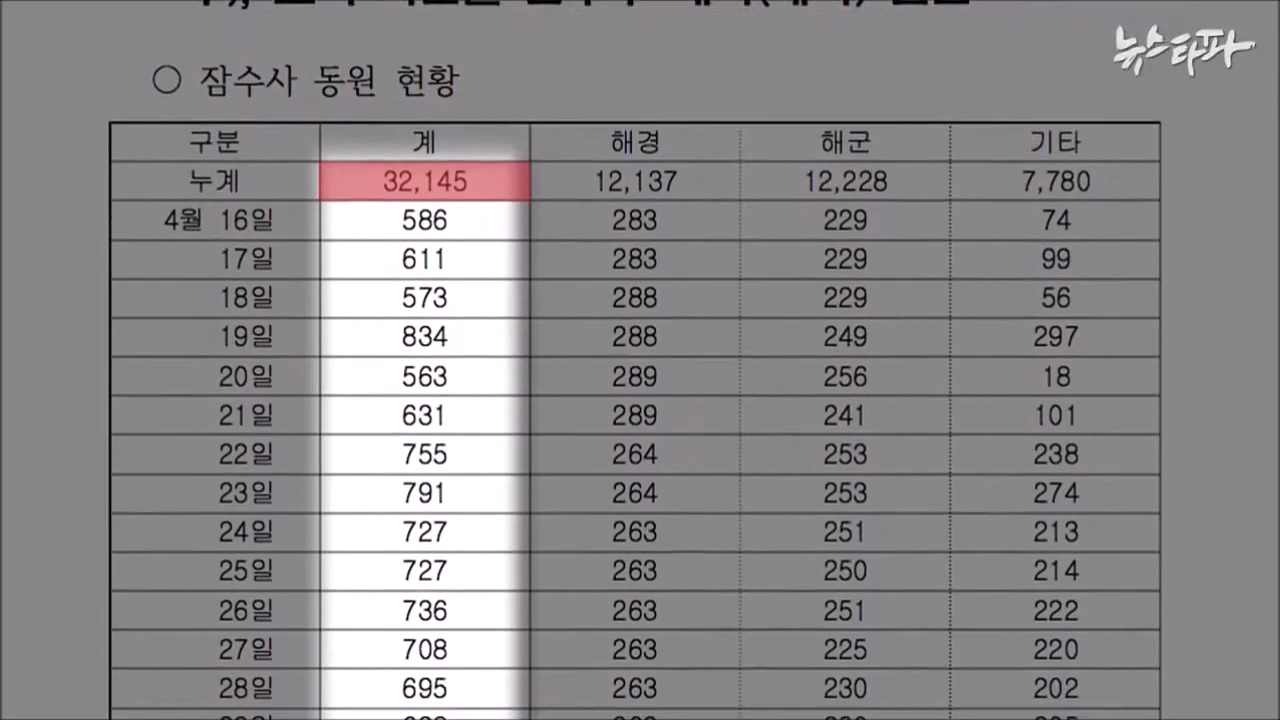 뉴스타파
○ 잠수사 동원 현황
구분 계 해경 해군 기타
누계 32,145 12,137 12,228 7,780
4월 16일 586 283 229 74
17일 611 283 229 99
18일 573 288 229 56
19일 834 288 249 297
20일 563 289 256 18
21일 631 289 241 101
22일 755 264 253 238
23일 791 264 253 274
24일 727 263 251 213
25일 727 263 250 214
26일 736 263 251 222
27일 708 263 225 220
28일 695 263 230 202